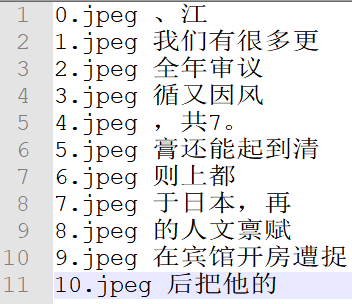 1 0.jpeg 、江
2 1.jpeg 我们有很多更
3 2.jpeg 全年审议
4 3.jpeg 循又因风
5 4.jpeg ，共7。
6 5.jpeg 膏还能起到清
7 6.jpeg 则上都
8 7.jpeg 于日本，再
9 8.jpeg 的人文禀赋
10 9.jpeg 在宾馆开房遭捉
11 10.jpeg 后把他的